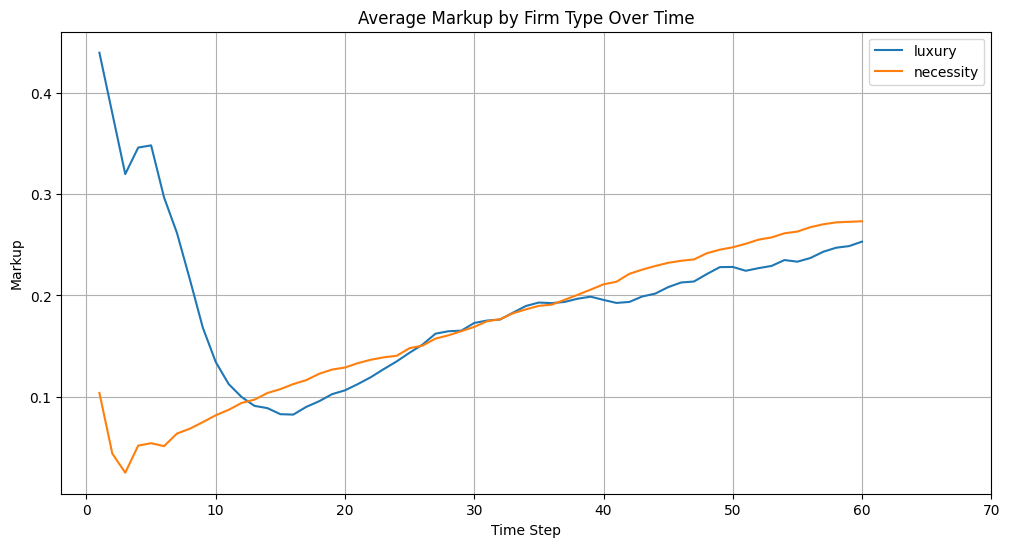 Average Markup by Firm Type Over Time
luxury
necessity
Markup
0.4
0.3
0.2
0.1
0 10 20 30 40 50 60 70
Time Step